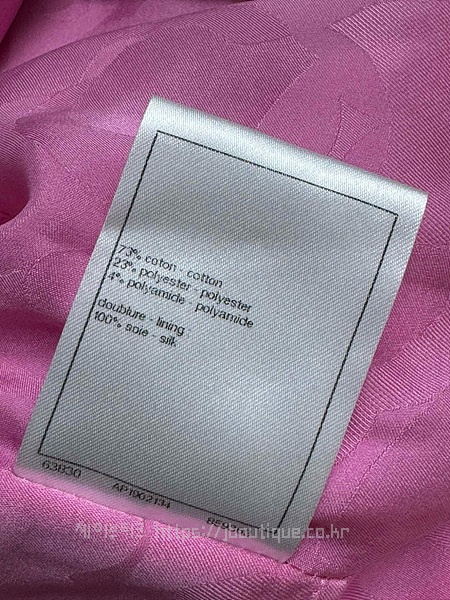 73% coton - cotton
23% polyester - polyester
4% polyamide - polyamide
doublure - lining
100% soie - silk
63B30 AP1902134
https://jboutique.co.kr